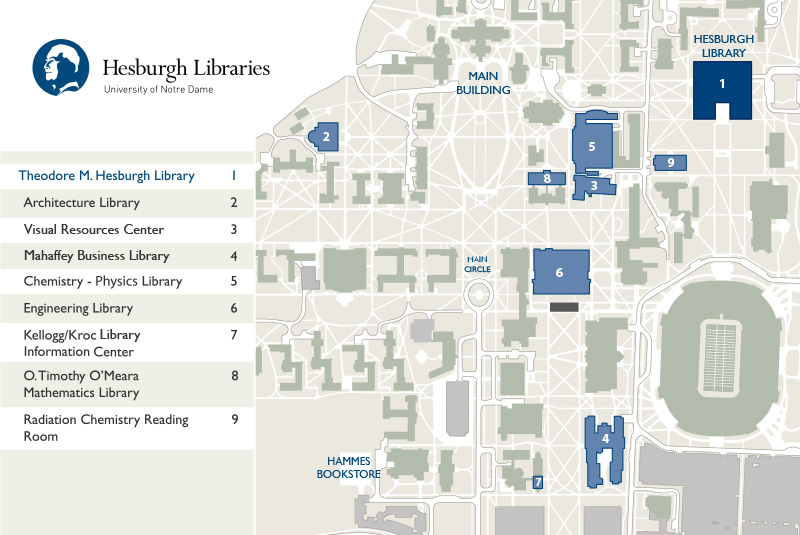 Hesburgh Libraries
University of Notre Dame
Theodore M. Hesburgh Library 1
Architecture Library 2
Visual Resources Center 3
Mahaffey Business Library 4
Chemistry - Physics Library 5
Engineering Library 6
Kellogg/Kroc Library 7
Information Center
O. Timothy O'Meara 8
Mathematics Library
Radiation Chemistry Reading 9
Room
HESBURGH
LIBRARY
1
MAIN
BUILDING
2
5
9
8
3
MAIN
CIRCLE
6
4
HAMMES
BOOKSTORE
7